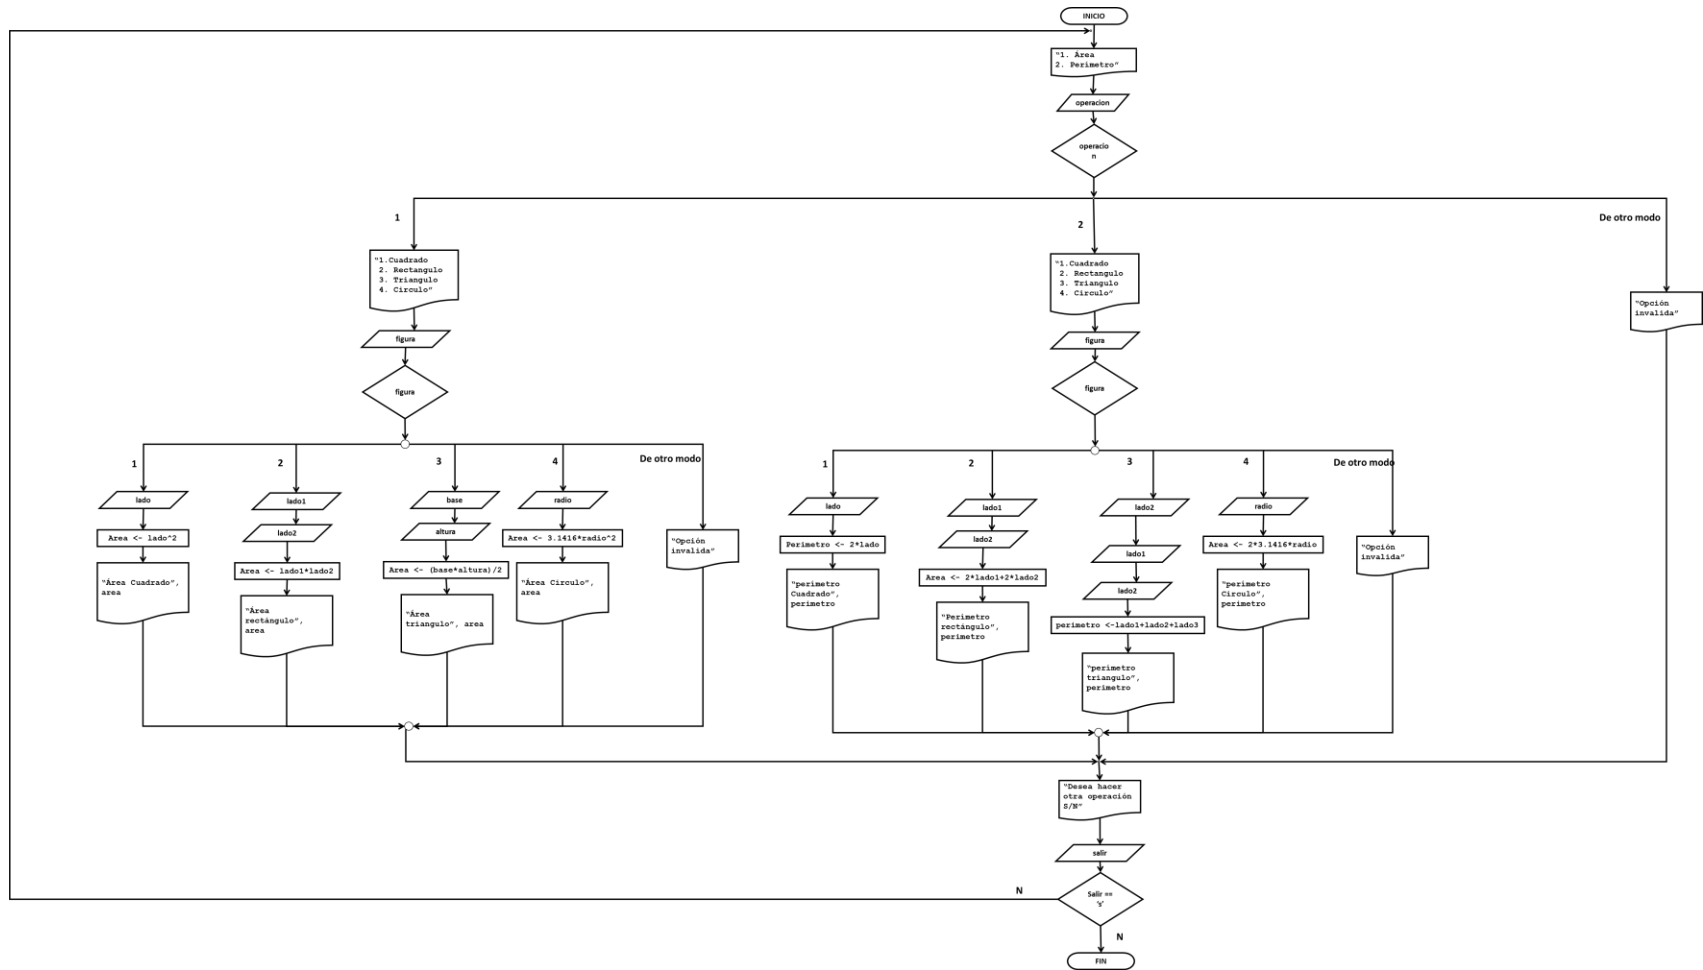 INICIO
"1. Área
2. Perimetro"
operacion
operacio
n
1
2
De otro modo
"1.Cuadrado
2. Rectangulo
3. Triangulo
4. Circulo"
figura
figura
1
2
3
4
De otro modo
lado
Area <- lado^2
"Área Cuadrado",
area
lado1
lado2
Area <- lado1*lado2
"Área
rectángulo",
area
base
altura
Area <- (base*altura)/2
"Área
triangulo", area
radio
Area <- 3.1416*radio^2
"Área Circulo",
area
"Opción
invalida"
"1.Cuadrado
2. Rectangulo
3. Triangulo
4. Circulo"
figura
figura
1
2
3
4
De otro modo
lado
Perimetro <- 2*lado
"perimetro
Cuadrado",
perimetro
lado1
lado2
Area <- 2*lado1+2*lado2
"Perimetro
rectángulo",
perimetro
lado2
lado1
lado2
perimetro <-lado1+lado2+lado3
"perimetro
triangulo",
perimetro
radio
Area <- 2*3.1416*radio
"perimetro
Circulo",
perimetro
"Opción
invalida"
"Opción
invalida"
"Desea hacer
otra operación
S/N"
salir
Salir ==
's'
N
N
FIN